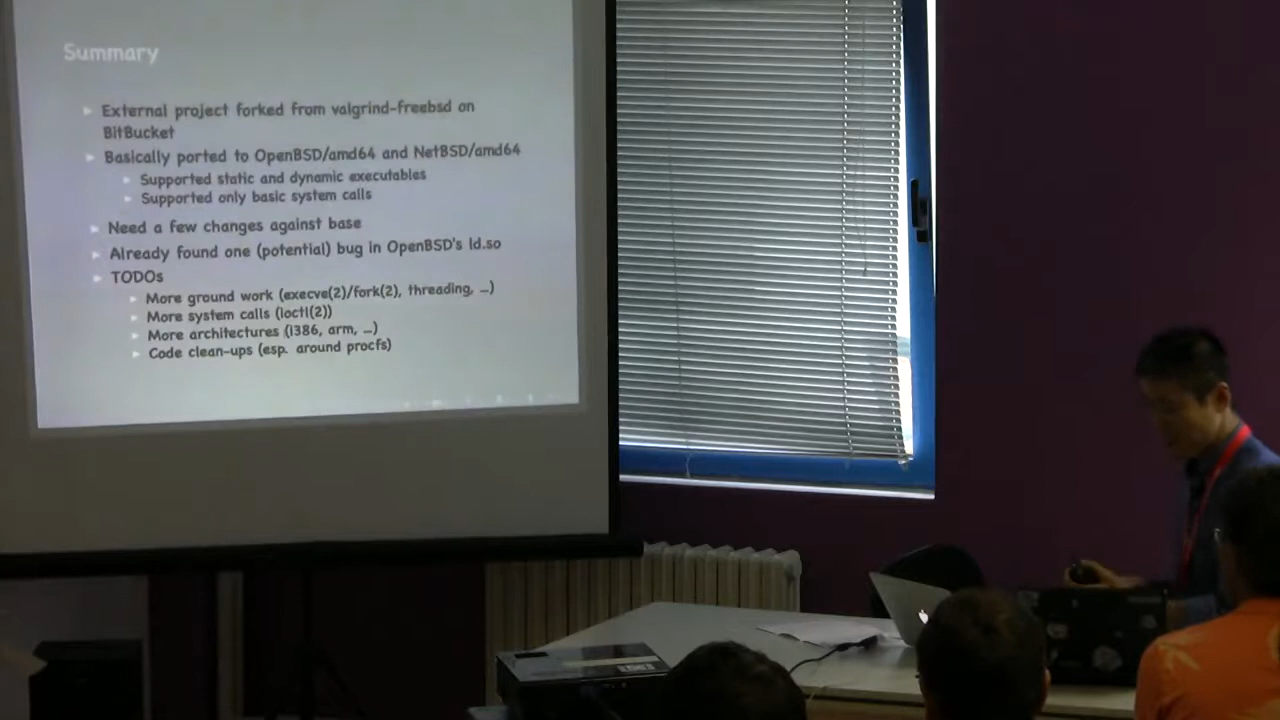 Summary
External project forked from valgrind-freebsd on
BitBucket
Basically ported to OpenBSD/amd64 and NetBSD/amd64
Supported static and dynamic executables
Supported only basic system calls
Need a few changes against base
Already found one (potential) bug in OpenBSD's ld.so
TODOs
More ground work (execve(2)/fork(2), threading, …)
More system calls (ioctl(2))
More architectures (i386, arm, …)
Code clean-ups (esp. around procfs)